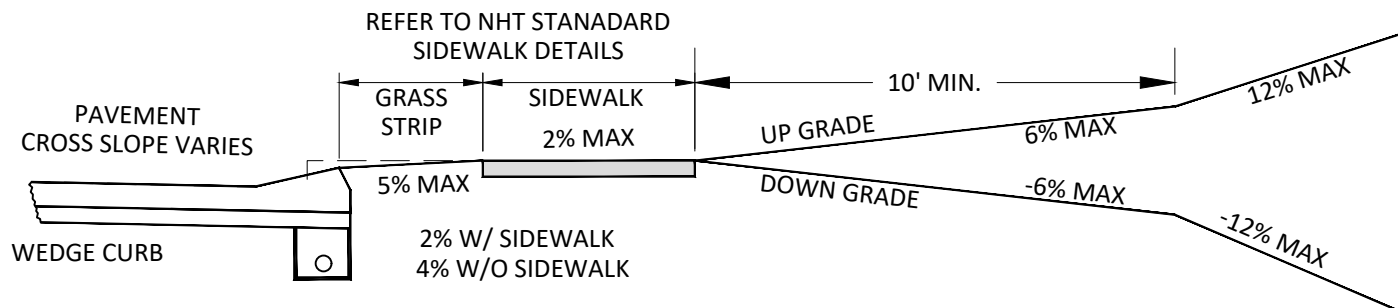 REFER TO NHT STANADARD
SIDEWALK DETAILS
GRASS
STRIP
SIDEWALK
2% MAX
10' MIN.
12% MAX
PAVEMENT
CROSS SLOPE VARIES
UP GRADE
6% MAX
5% MAX
DOWN GRADE
-6% MAX
-12% MAX
WEDGE CURB
2% W/ SIDEWALK
4% W/O SIDEWALK